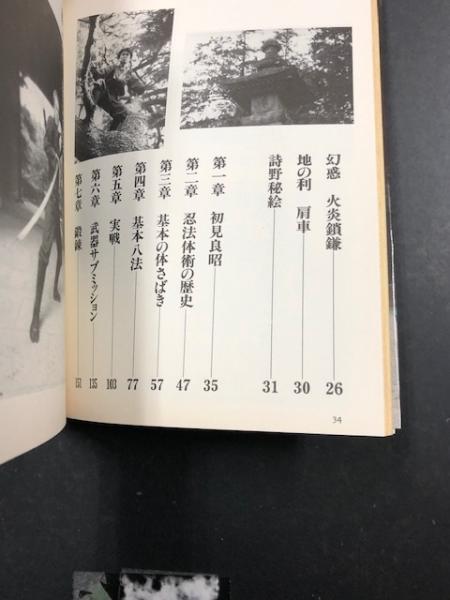 幻惑 火炎鎖鎌 26
地の利 肩車 30
詩野秘絵 31
第一章 初見良昭 35
第二章 忍法体術の歴史 47
第三章 基本の体さばき 57
第四章 基本八法 77
第五章 実戦 103
第六章 武器サブミッション 135
第七章 鍛錬 151
34